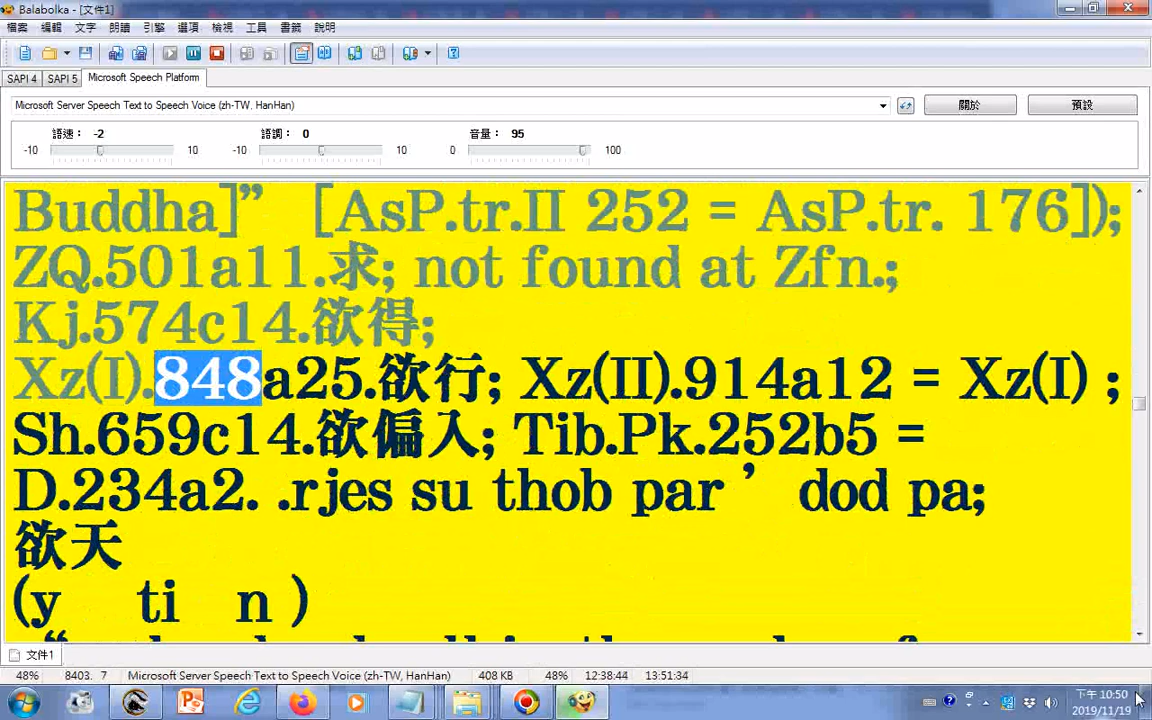 Balabolka - [文件1]
檔案 編輯 文字 朗讀 引擎 選項 檢視 工具 書籤 說明
SAPI 4 SAPI 5 Microsoft Speech Platform
Microsoft Server Speech Text to Speech Voice (zh-TW, HanHan) 關於 預設
語速： -2 語調： 0 音量： 95
-10 10 -10 10 0 100
Buddha]” [AsP.tr.II 252 = AsP.tr. 176]);
ZQ.501a11.求; not found at Zfn.;
Kj.574c14.欲得;
Xz(I).848a25.欲行; Xz(II).914a12 = Xz(I) ;
Sh.659c14.欲偏入; Tib.Pk.252b5 =
D.234a2. .rjes su thob par ’ dod pa;
欲天
(y ti n )
文件1
48% 8403. 7 Microsoft Server Speech Text to Speech Voice (zh-TW, HanHan) 408 KB 48% 12:38:44 13:51:34
下午 10:50
2019/11/19